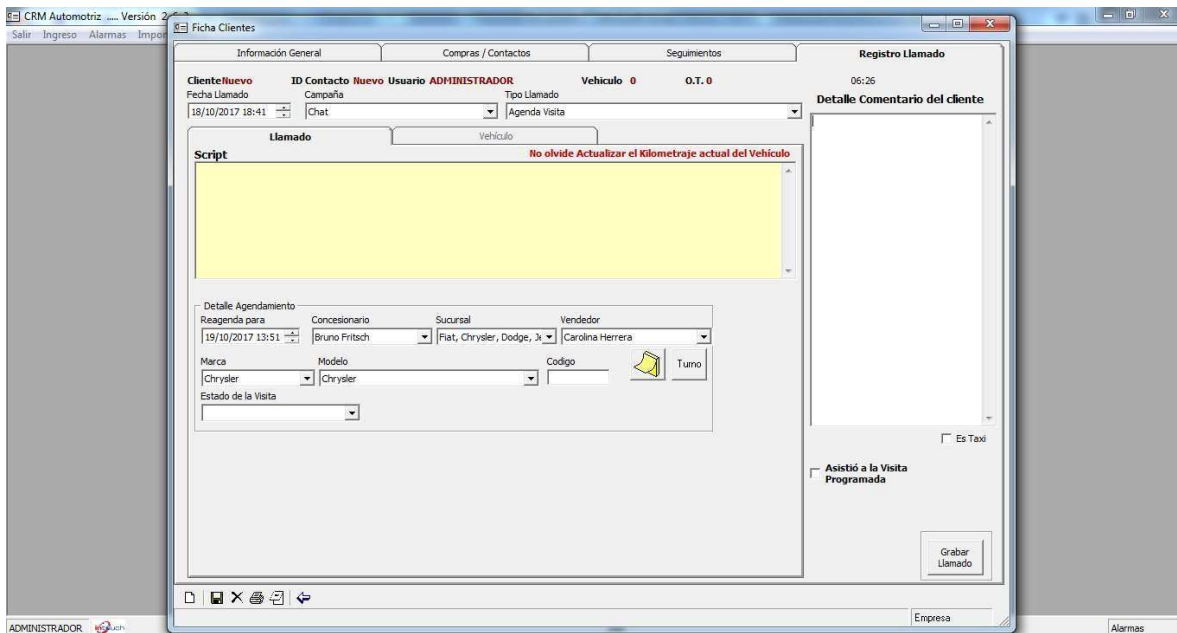 CRM Automotriz ..... Versión 2
Salir Ingreso Alarmas Impor
Ficha Clientes
Información General Compras / Contactos Seguimientos Registro Llamado
ClienteNuevo ID Contacto Nuevo Usuario ADMINISTRADOR Vehiculo 0 O.T. 0 06:26
Fecha Llamado Campaña Tipo Llamado Detalle Comentario del cliente
18/10/2017 18:41 Chat Agenda Visita
Llamado Vehículo
Script No olvide Actualizar el Kilometraje actual del Vehículo
Detalle Agendamiento
Reagenda para Concesionario Sucursal Vendedor
19/10/2017 13:51 Bruno Fritsch Fiat, Chrysler, Dodge, Carolina Herrera
Marca Modelo Codigo
Chrysler Chrysler Turno
Estado de la Visita
Es Taxi
Asistió a la Visita
Programada
Grabar
Llamado
Empresa
ADMINISTRADOR Alarmas